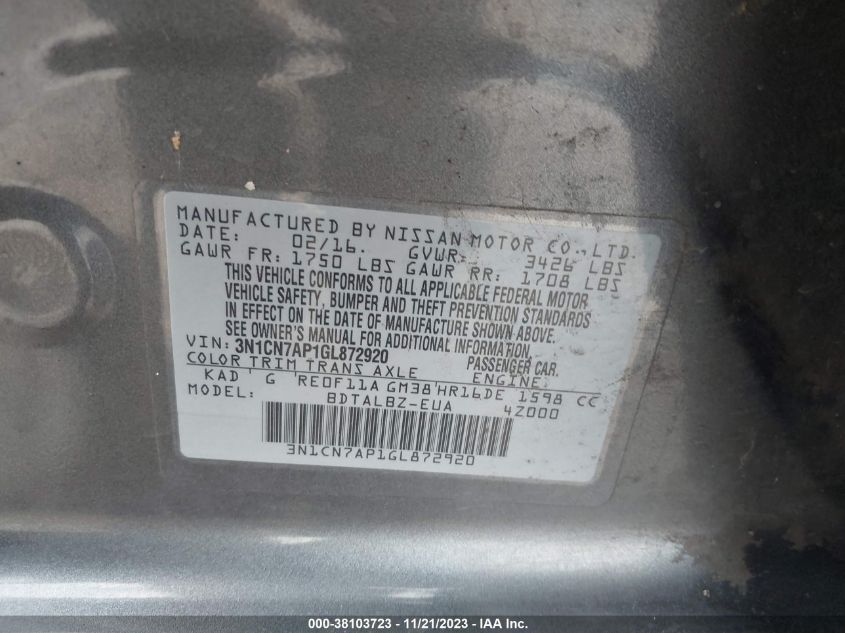 MANUFACTURED BY NISSAN MOTOR CO., LTD.
DATE: 02/16. GVWR: 3426 LBS
GAWR FR: 1750 LBS GAWR RR: 1708 LBS
THIS VEHICLE CONFORMS TO ALL APPLICABLE FEDERAL MOTOR
VEHICLE SAFETY, BUMPER AND THEFT PREVENTION STANDARDS
IN EFFECT ON THE DATE OF MANUFACTURE SHOWN ABOVE.
SEE OWNER'S MANUAL FOR ADDITIONAL INFORMATION.
VIN: 3N1CN7AP1GL872920 PASSENGER CAR.
COLOR TRIM TRANS AXLE ENGINE:
KAD ' G 'RE0F11A GM38'HR16DE 1598 CC
MODEL: BDTALBZ-EUA 4Z000
3N1CN7AP1GL872920
000-38103723 - 11/21/2023 - IAA Inc.